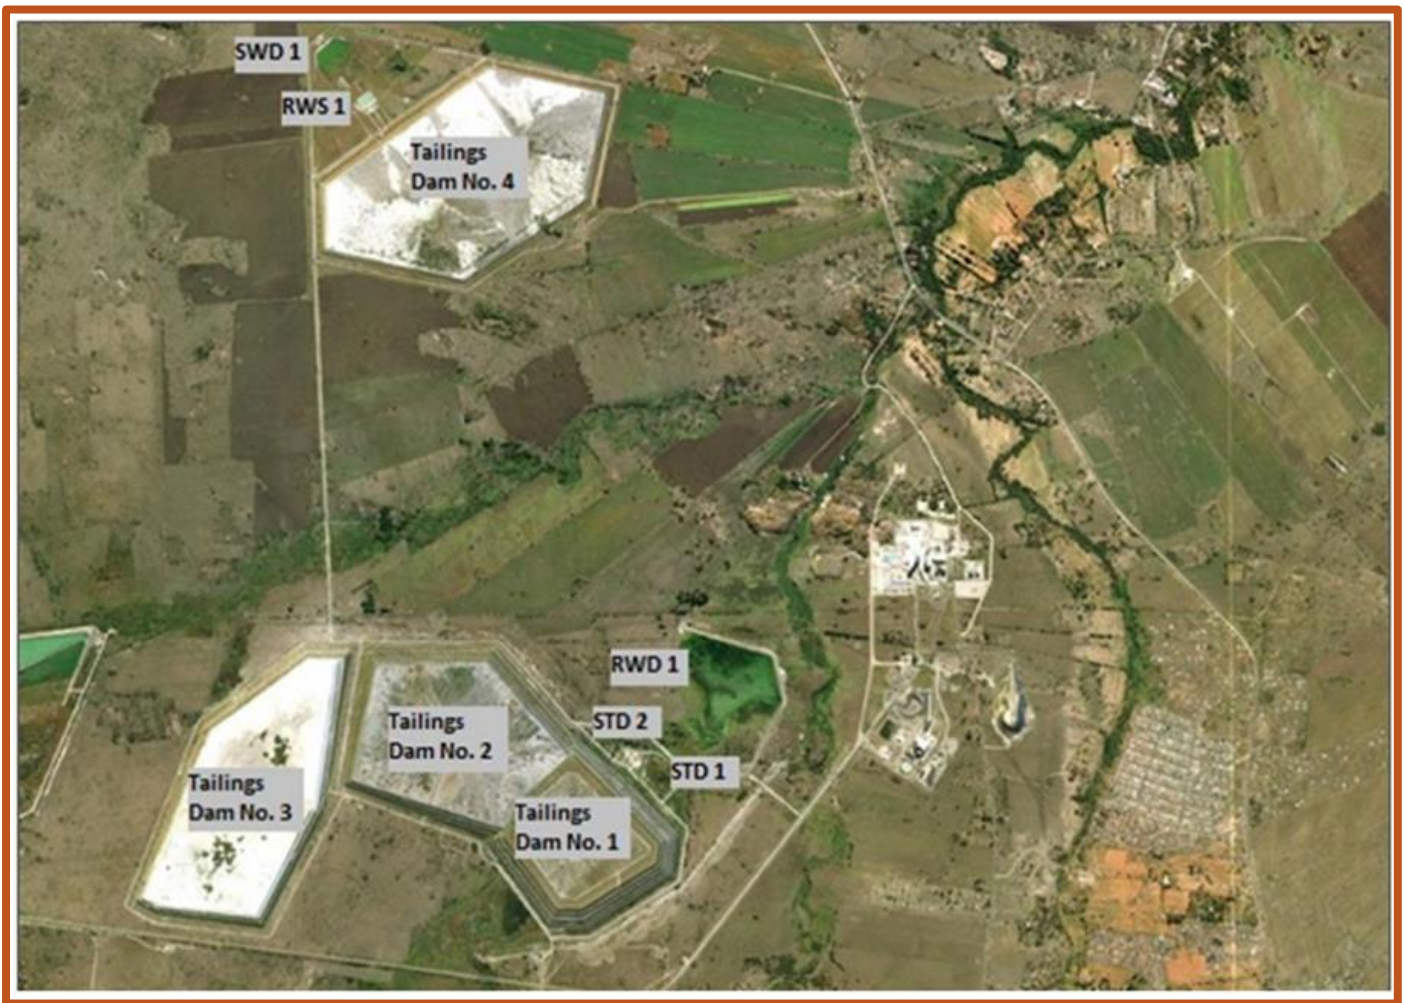 SWD 1
RWS 1
Tailings
Dam No. 4
RWD 1
STD 2
Tailings
Dam No. 2
STD 1
Tailings
Dam No. 3
Tailings
Dam No. 1